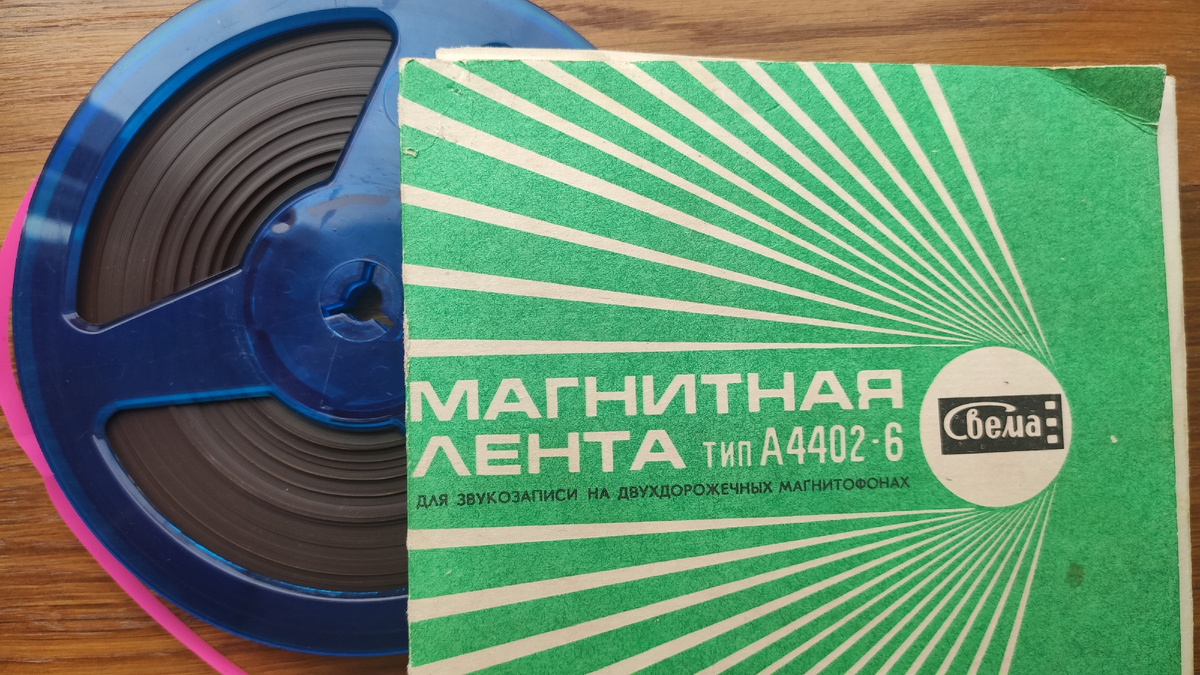 МАГНИТНАЯ
ЛЕНТА тип А4402-6
ДЛЯ ЗВУКОЗАПИСИ НА ДВУХДОРОЖЕЧНЫХ МАГНИТОФОНАХ
Свема